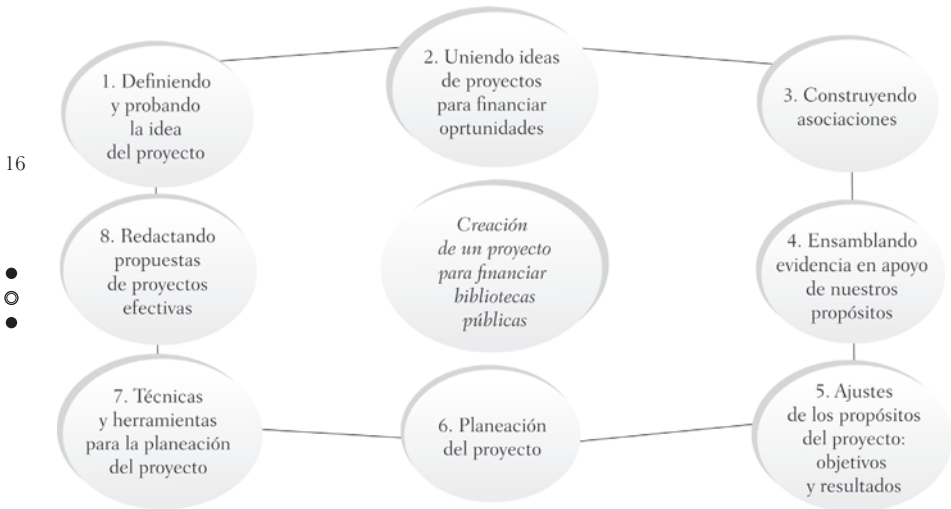 1. Definiendo
y probando
la idea
del proyecto
2. Uniendo ideas
de proyectos
para financiar
oprtunidades
3. Construyendo
asociaciones
16
8. Redactando
propuestas
de proyectos
efectivas
Creación
de un proyecto
para financiar
bibliotecas
públicas
4. Ensamblando
evidencia en apoyo
de nuestros
propósitos
7. Técnicas
y herramientas
para la planeación
del proyecto
6. Planeación
del proyecto
5. Ajustes
de los propósitos
del proyecto:
objetivos
y resultados